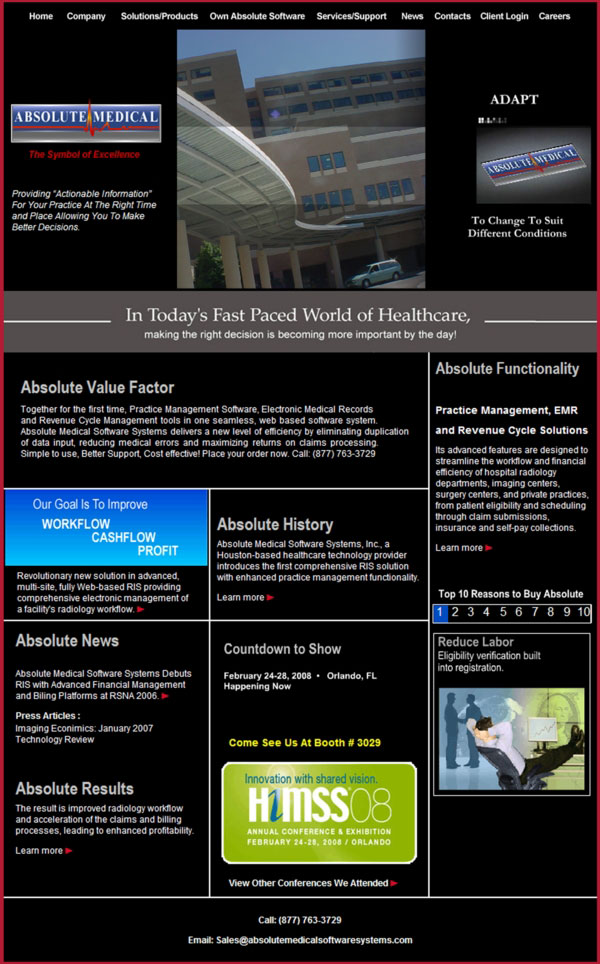 Home Company Solutions/Products Own Absolute Software Services/Support News Contacts Client Login Careers
ABSOLUTE MEDICAL
The Symbol of Excellence
Providing "Actionable Information"
For Your Practice At The Right Time
and Place Allowing You To Make
Better Decisions.
ADAPT
ABSOLUTE MEDICAL
To Change To Suit
Different Conditions
In Today's Fast Paced World of Healthcare,
making the right decision is becoming more important by the day!
Absolute Value Factor
Together for the first time, Practice Management Software, Electronic Medical Records
and Revenue Cycle Management tools in one seamless, web based software system.
Absolute Medical Software Systems delivers a new level of efficiency by eliminating duplication
of data input, reducing medical errors and maximizing returns on claims processing.
Simple to use, Better Support, Cost effective! Place your order now. Call: (877) 763-3729
Our Goal Is To Improve
WORKFLOW
CASHFLOW
PROFIT
Revolutionary new solution in advanced,
multi-site, fully Web-based RIS providing
comprehensive electronic management of
a facility's radiology workflow.
Absolute History
Absolute Medical Software Systems, Inc., a
Houston-based healthcare technology provider
introduces the first comprehensive RIS solution
with enhanced practice management functionality.
Learn more
Absolute News
Absolute Medical Software Systems Debuts
RIS with Advanced Financial Management
and Biling Platforms at RSNA 2006.
Press Articles :
Imaging Econimics: January 2007
Technology Review
Absolute Results
The result is improved radiology workflow
and acceleration of the claims and billing
processes, leading to enhanced profitability.
Learn more
Countdown to Show
February 24-28, 2008 • Orlando, FL
Happening Now
Come See Us At Booth # 3029
Innovation with shared vision.
HiMSS'08
ANNUAL CONFERENCE & EXHIBITION
FEBRUARY 24-28, 2008 / ORLANDO
View Other Conferences We Attended
Absolute Functionality
Practice Management, EMR
and Revenue Cycle Solutions
Its advanced features are designed to
streamline the workflow and financial
efficiency of hospital radiology
departments, imaging centers,
surgery centers, and private practices,
from patient eligibility and scheduling
through claim submissions,
insurance and self-pay collections.
Learn more
Top 10 Reasons to Buy Absolute
1 2 3 4 5 6 7 8 9 10
Reduce Labor
Eligibility verification built
into registration.
Call: (877) 763-3729
Email: Sales@absolutemedicalsoftwaresystems.com